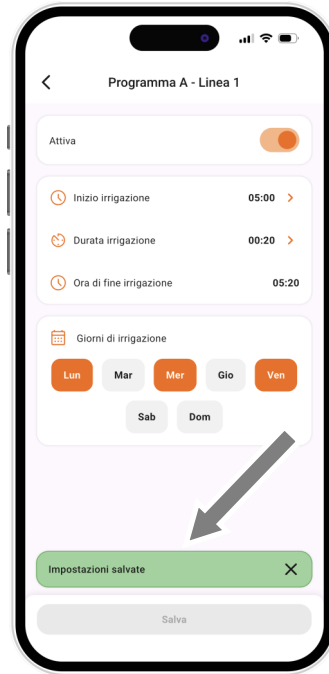 Programma A - Linea 1
Attiva
Inizio irrigazione 05:00
Durata irrigazione 00:20
Ora di fine irrigazione 05:20
Giorni di irrigazione
Lun Mar Mer Gio Ven
Sab Dom
Impostazioni salvate
Salva